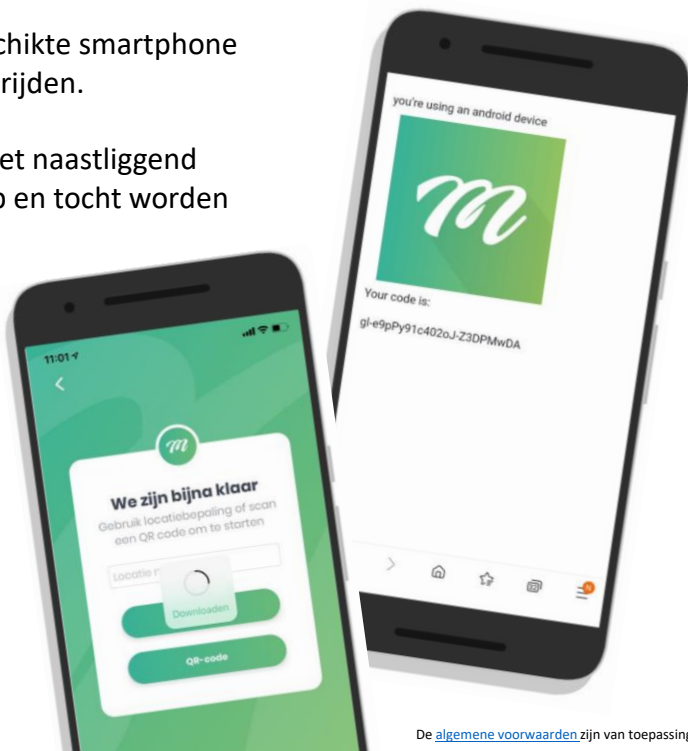 chikte smartphone
rijden.
et naastliggend
en tocht worden
you're using an android device
m
Your code is:
gl-e9pPy91c402oJ-Z3DPMwDA
N
11:01
m
We zijn bijna klaar
Gebruik locatiebepaling of scan
een QR code om te starten
Locatie
Downloaden
QR-code
De algemene voorwaarden zijn van toepassing